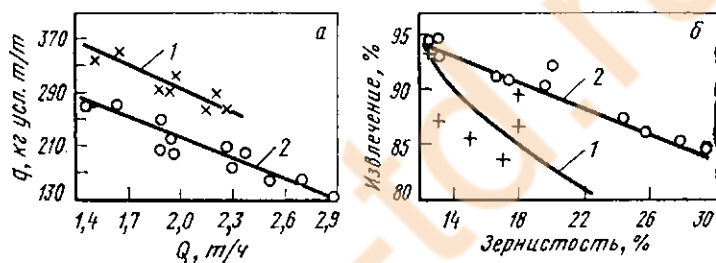 370
290
210
130
q, кг усл. т/т
1
2
а
1,4 1,7 2,0 2,3 2,6 2,9
Q, т/ч
95
90
85
80
Извлечение, %
б
2
1
14 18 22 26 30
Зернистость, %